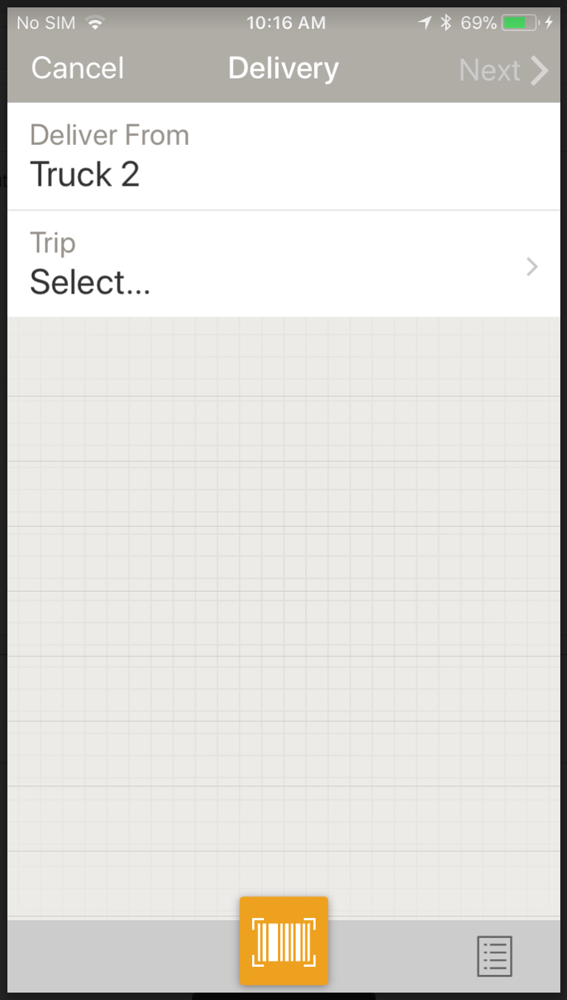 No SIM 10:16 AM 69%
Cancel Delivery Next
Deliver From
Truck 2
Trip
Select...